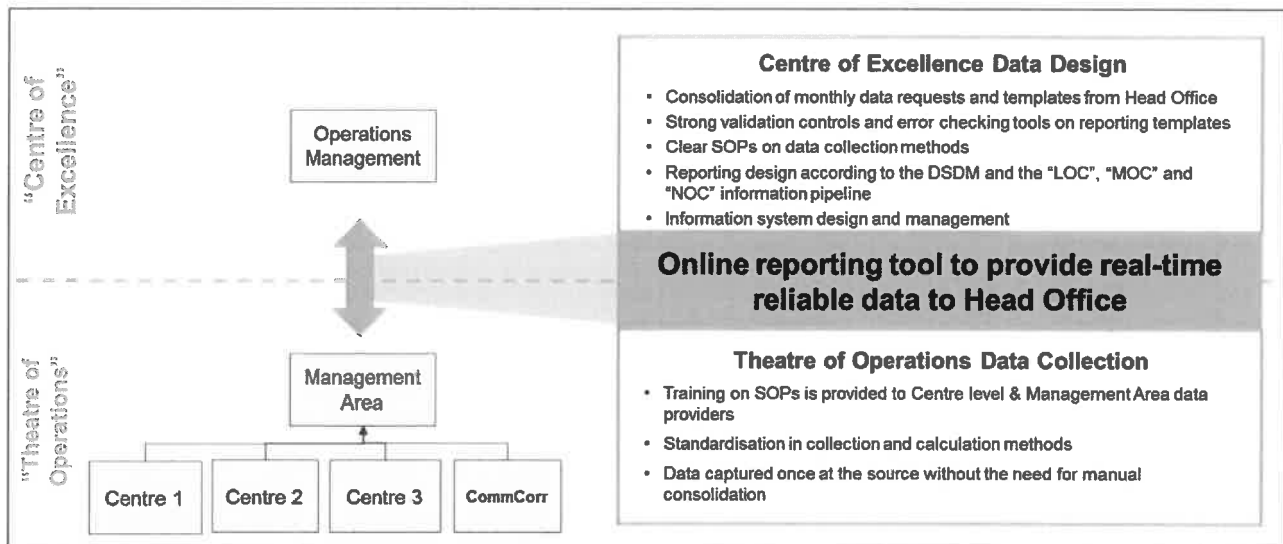 "Centre of
Excellence"
Operations
Management
Centre of Excellence Data Design
• Consolidation of monthly data requests and templates from Head Office
• Strong validation controls and error checking tools on reporting templates
• Clear SOPs on data collection methods
• Reporting design according to the DSDM and the "LOC", "MOC" and
"NOC" information pipeline
• Information system design and management
Online reporting tool to provide real-time
reliable data to Head Office
"Theatre of
Operations"
Management
Area
Centre 1
Centre 2
Centre 3
CommCorr
Theatre of Operations Data Collection
• Training on SOPs is provided to Centre level & Management Area data
providers
• Standardisation in collection and calculation methods
• Data captured once at the source without the need for manual
consolidation